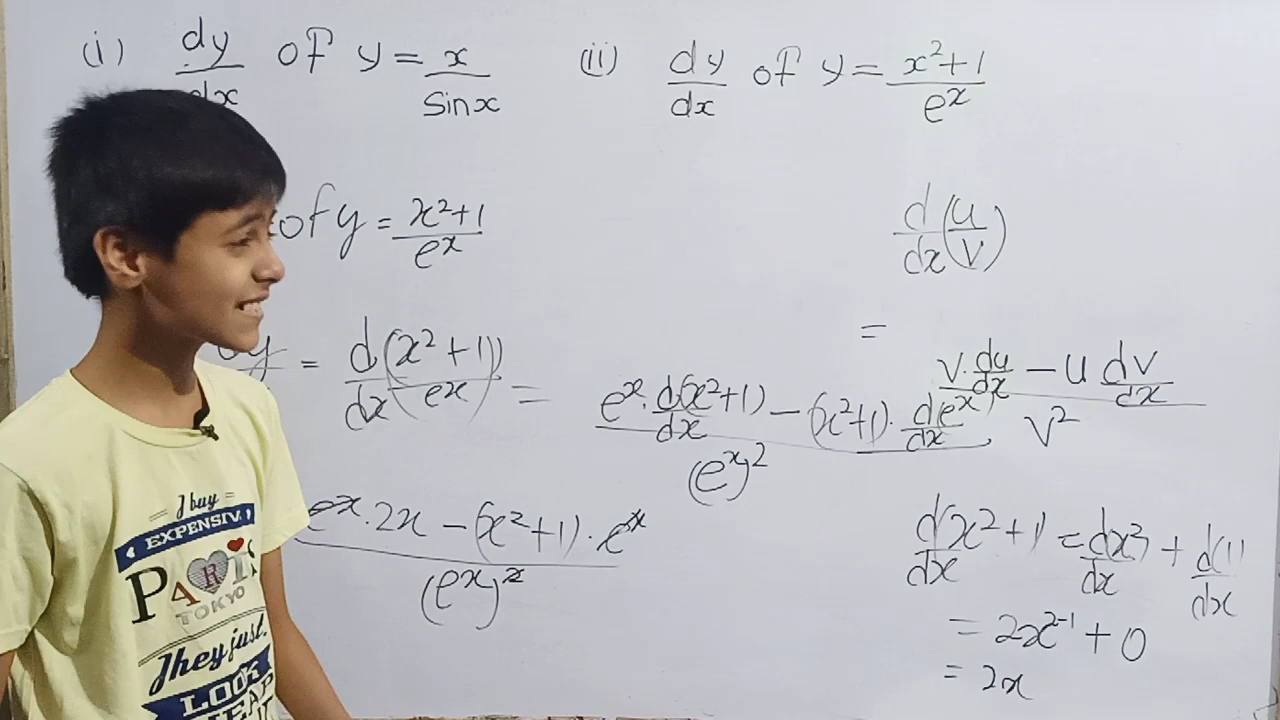 (i) dy/dx of y = x/sinx (ii) dy/dx of y = x²+1/eˣ
of y = x²+1/eˣ
d/dx (u/v)
= v.du/dx - u dv/dx / v²
y = d/dx (x²+1)/eˣ) = eˣ.d(x²+1)/dx - (x²+1).d(eˣ)/dx / (eˣ)²
eˣ.2x - (x²+1).eˣ / (eˣ)²
d(x²+1/dx = dx²)/dx + d(1)/dx
= 2x²⁻¹ + 0
= 2x
I buy
EXPENSIV
PARIS
TOKYO
They just
LOOK